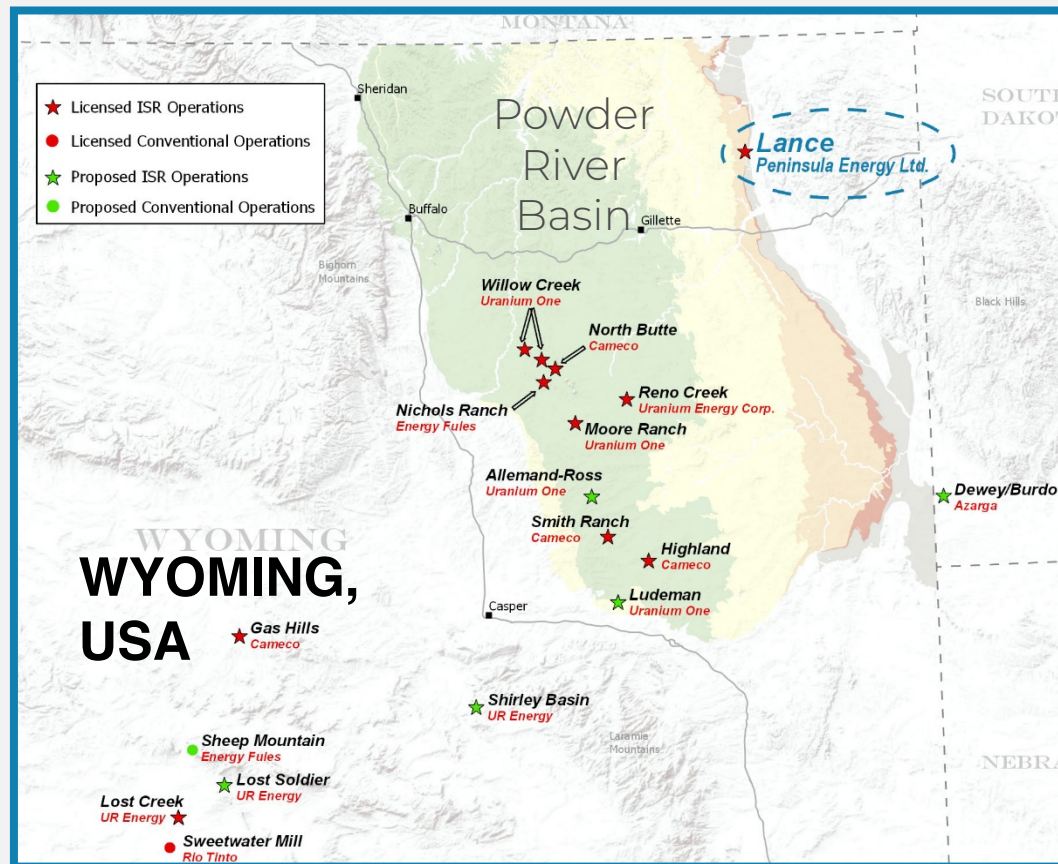 MONTANA
Licensed ISR Operations
Licensed Conventional Operations
Proposed ISR Operations
Proposed Conventional Operations
Sheridan
Powder
River
Basin
SOUTH
DAKOT
Lance
Peninsula Energy Ltd.
Buffalo
Gillette
Bighorn
Mountains
Black Hills
Willow Creek
Uranium One
North Butte
Cameco
Nichols Ranch
Energy Fules
Reno Creek
Uranium Energy Corp.
Moore Ranch
Uranium One
Allemand-Ross
Uranium One
Dewey/Burdo
Azarga
Smith Ranch
Cameco
WYOMING
WYOMING,
USA
Highland
Cameco
Ludeman
Uranium One
Casper
Gas Hills
Cameco
Shirley Basin
UR Energy
Laramie
Mountains
Sheep Mountain
Energy Fules
Lost Soldier
UR Energy
NEBRA
Lost Creek
UR Energy
Sweetwater Mill
Rio Tinto